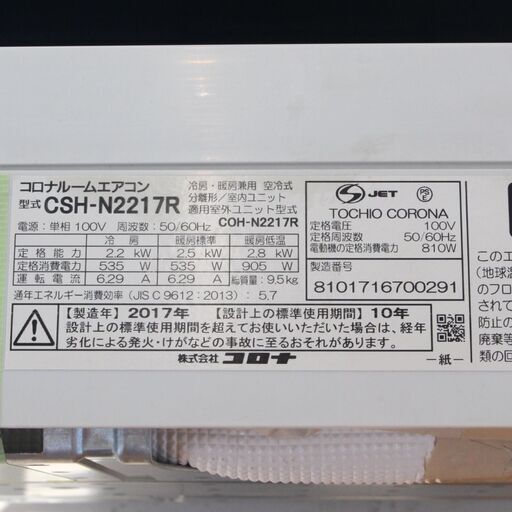 コロナルームエアコン
型式 CSH-N2217R
冷房・暖房兼用 空冷式
分離形/室内ユニット
適用室外ユニット型式
COH-N2217R
電源:単相 100V 周波数:50/60Hz
冷 房 暖房標準 暖房低温
定 格 能 力 2.2 kW 2.5 kW 2.8 kW
定格消費電力 535 W 535 W 905 W
運 転 電 流 6.29 A 6.29 A 総質量 9.5kg
通年エネルギー消費効率(JIS C 9612:2013):5.7
JET PS E
TOCHIO CORONA
定格電圧 100V
定格周波数 50/60Hz
電動機の定格消費電力 810W
製造番号
8101716700291
【製造年】2017年 【設計上の標準使用期間】10年
設計上の標準使用期間を超えてお使いいただいた場合は、経年
劣化による発火・けがなどの事故に至るおそれがあります。
株式会社 コロナ
―紙―
このエ
(地球温
のフロ
防止の
廃棄等
類の回